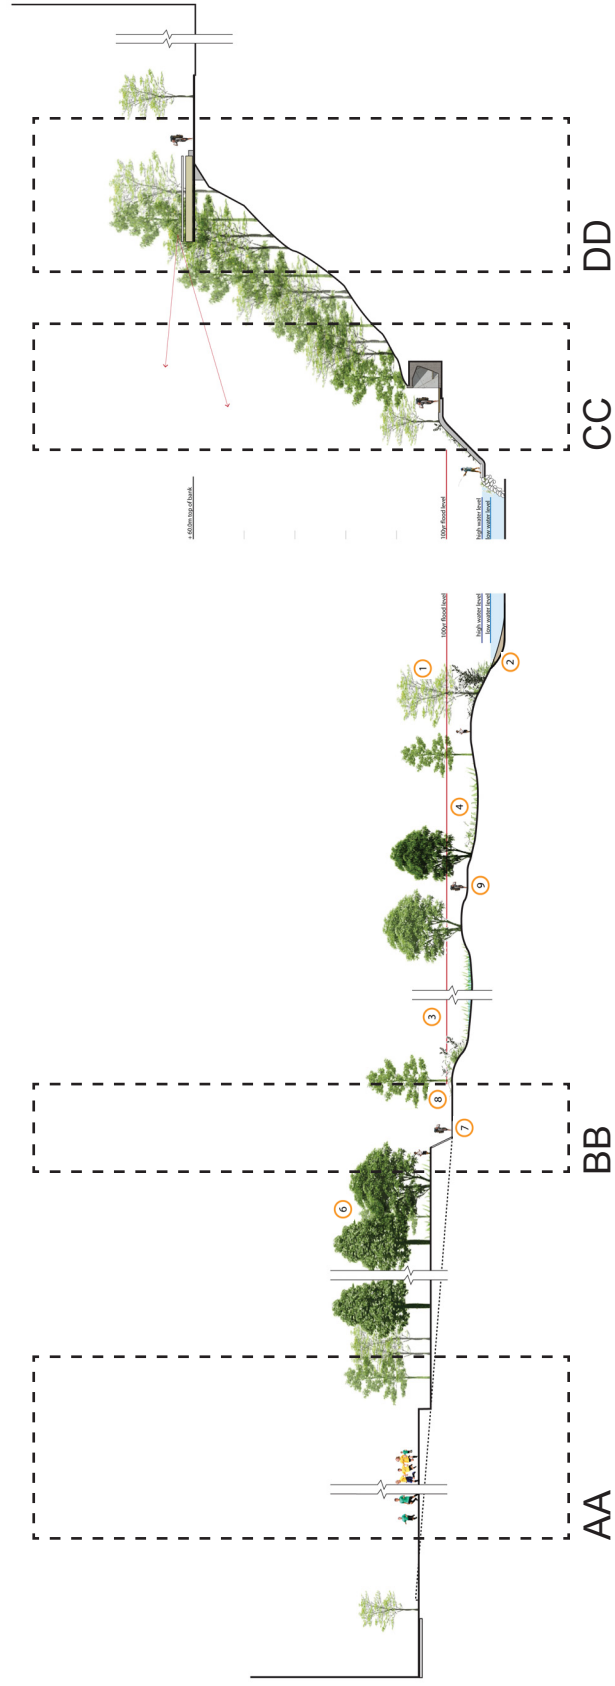 6
1
3
8
4
9
7
2
100yr flood level
high water level
low water level
± 60.0m top of bank
100yr flood level
high water level
low water level
AA
BB
CC
DD